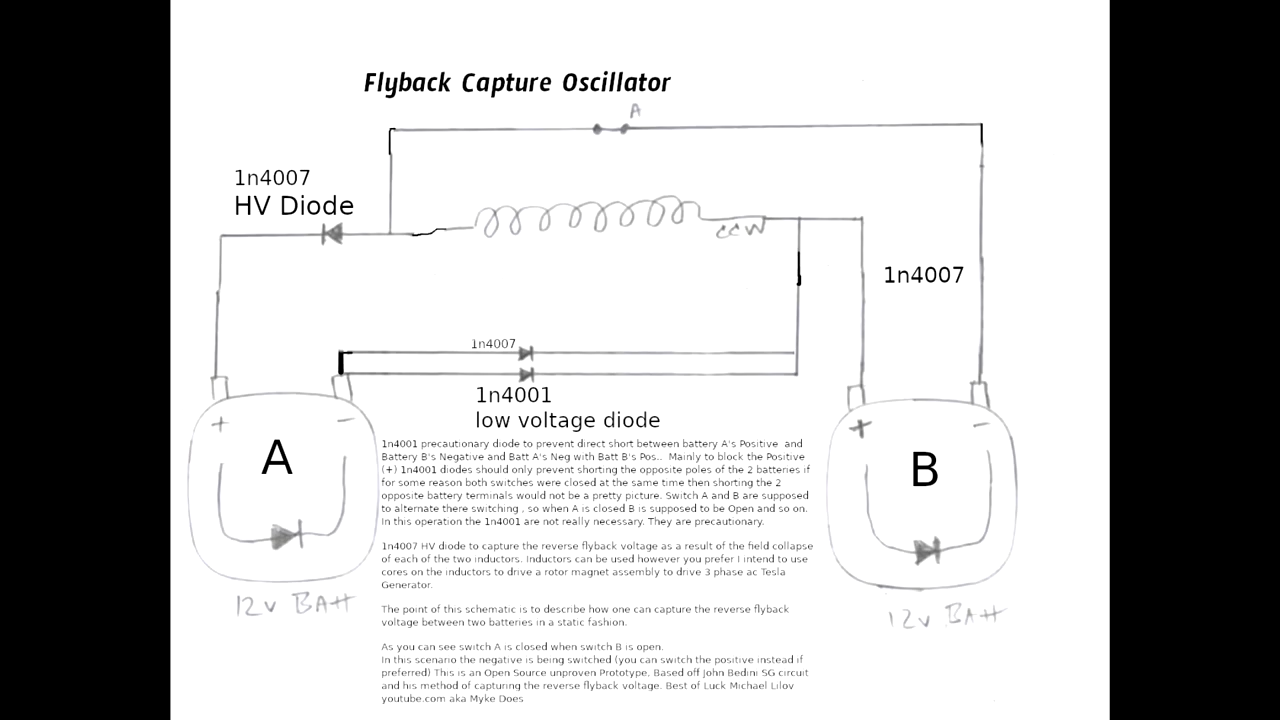 Flyback Capture Oscillator
A
1n4007
HV Diode
CCW
1n4007
1n4007
1n4001
low voltage diode
+
-
A
+
-
B
1n4001 precautionary diode to prevent direct short between battery A's Positive and
Battery B's Negative and Batt A's Neg with Batt B's Pos.. Mainly to block the Positive
(+) 1n4001 diodes should only prevent shorting the opposite poles of the 2 batteries if
for some reason both switches were closed at the same time then shorting the 2
opposite battery terminals would not be a pretty picture. Switch A and B are supposed
to alternate there switching , so when A is closed B is supposed to be Open and so on.
In this operation the 1n4001 are not really necessary. They are precautionary.
1n4007 HV diode to capture the reverse flyback voltage as a result of the field collapse
of each of the two inductors. Inductors can be used however you prefer I intend to use
cores on the inductors to drive a rotor magnet assembly to drive 3 phase ac Tesla
Generator.
12v BAtt
12v BAtt
The point of this schematic is to describe how one can capture the reverse flyback
voltage between two batteries in a static fashion.
As you can see switch A is closed when switch B is open.
In this scenario the negative is being switched (you can switch the positive instead if
preferred) This is an Open Source unproven Prototype. Based off John Bedini SG circuit
and his method of capturing the reverse flyback voltage. Best of Luck Michael Lilov
youtube.com aka Myke Does